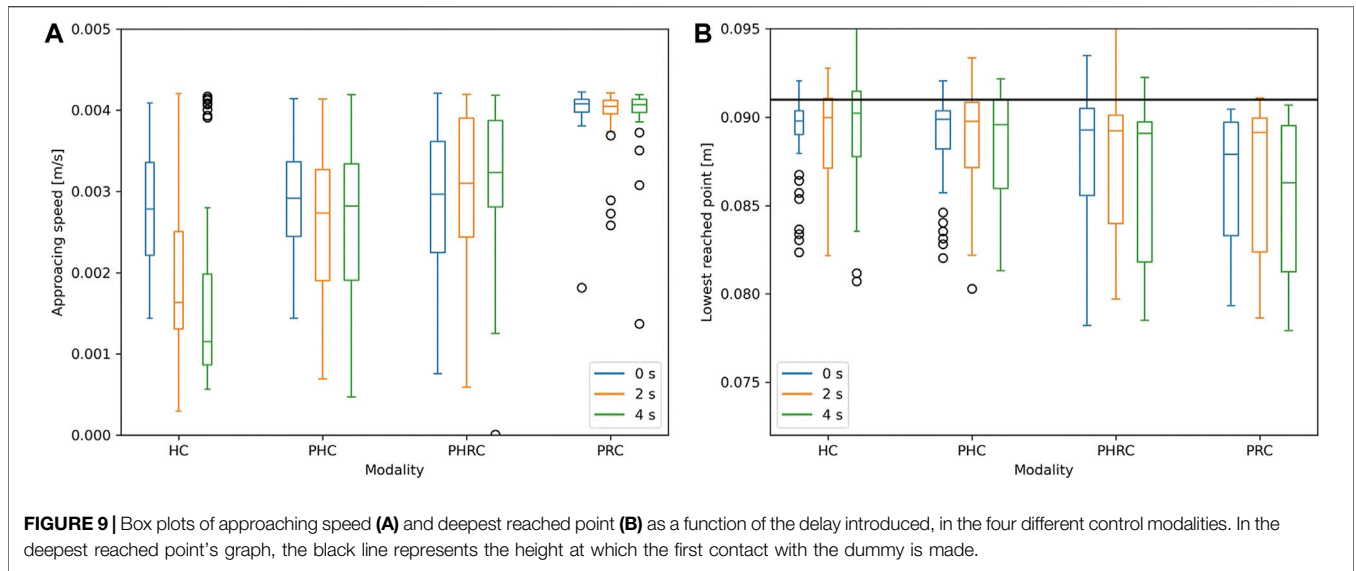 A
0.005
0.004
0.003
0.002
0.001
0.000
Approacing speed [m/s]
HC PHC PHRC PRC
Modality
0 s
2 s
4 s
B
0.095
0.090
0.085
0.080
0.075
Lowest reached point [m]
HC PHC PHRC PRC
Modality
0 s
2 s
4 s
FIGURE 9 | Box plots of approaching speed (A) and deepest reached point (B) as a function of the delay introduced, in the four different control modalities. In the
deepest reached point's graph, the black line represents the height at which the first contact with the dummy is made.